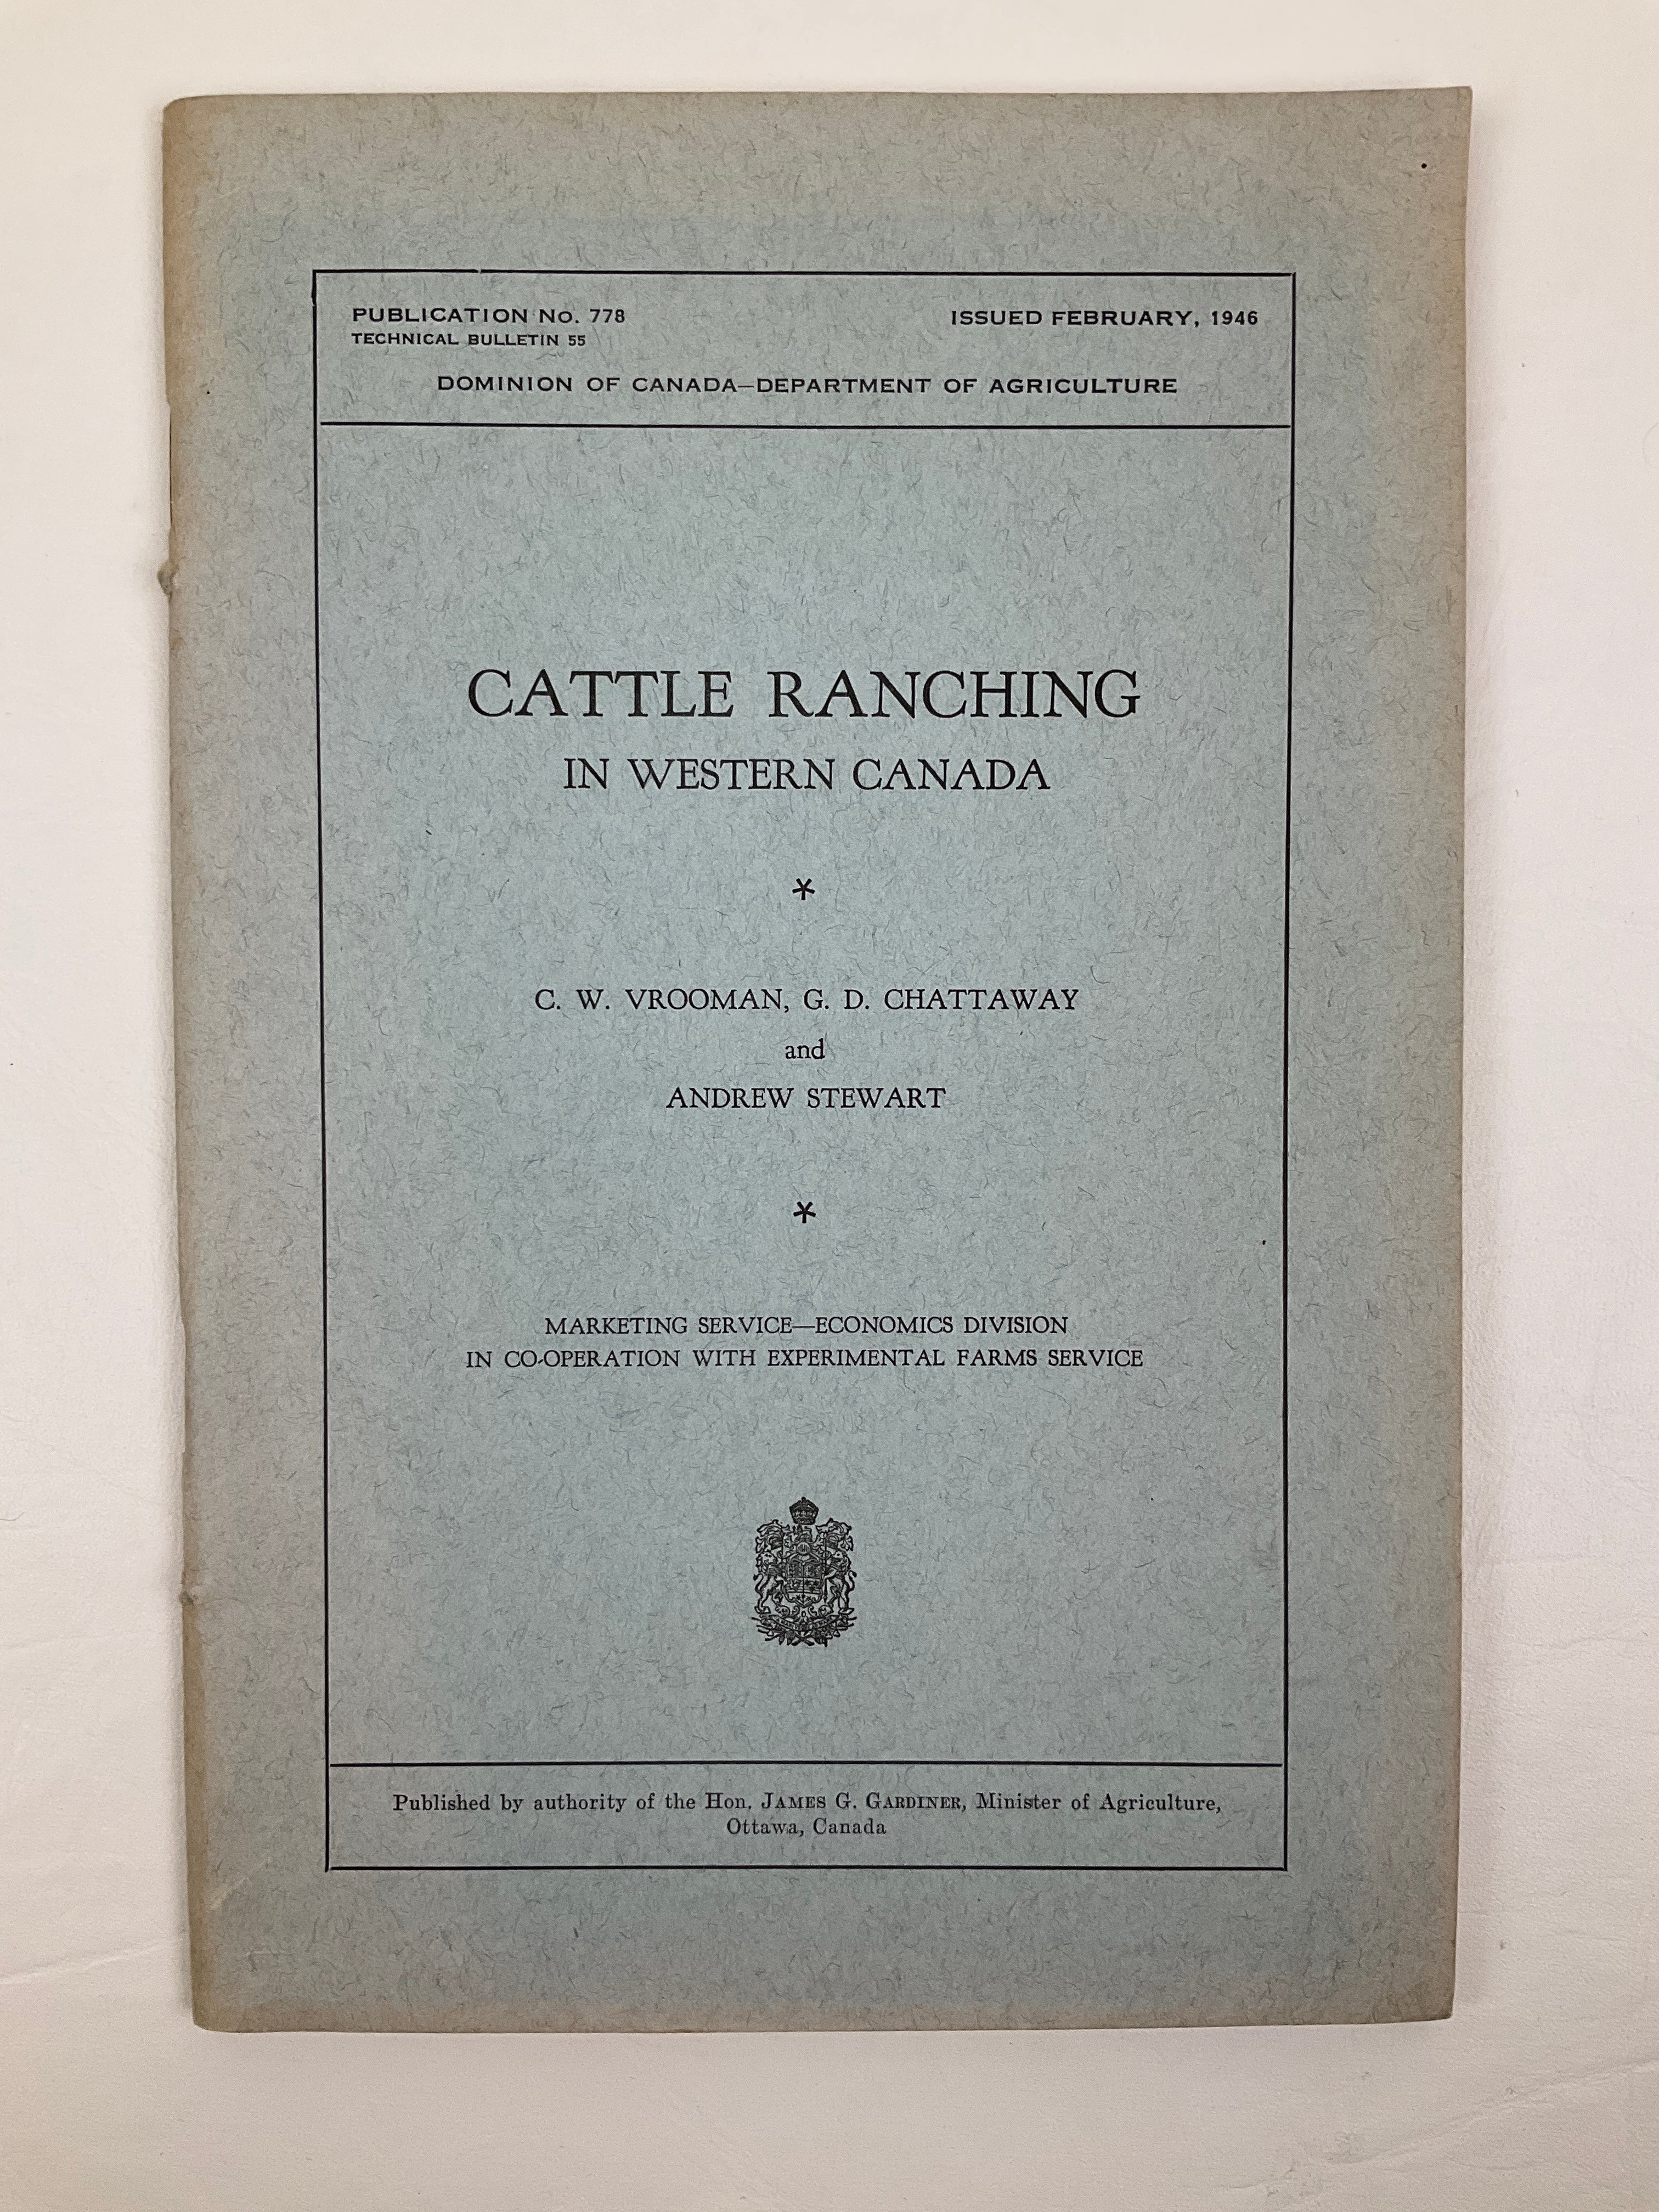 PUBLICATION No. 778
ISSUED FEBRUARY, 1946
TECHNICAL BULLETIN 55
DOMINION OF CANADA—DEPARTMENT OF AGRICULTURE
CATTLE RANCHING
IN WESTERN CANADA
*
C. W. VROOMAN, G. D. CHATTAWAY
and
ANDREW STEWART
*
MARKETING SERVICE—ECONOMICS DIVISION
IN CO-OPERATION WITH EXPERIMENTAL FARMS SERVICE
Published by authority of the Hon. JAMES G. GARDINER, Minister of Agriculture,
Ottawa, Canada